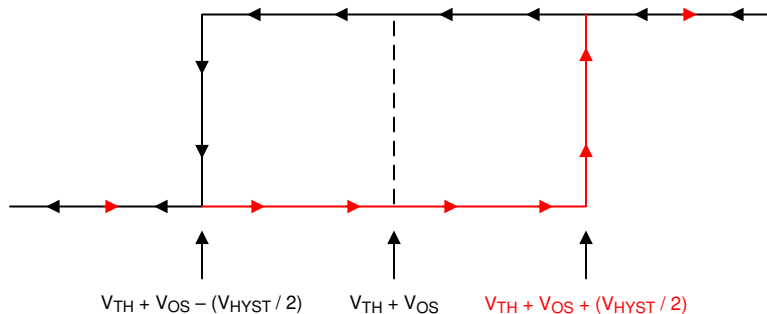 VTH + VOS – (VHYST / 2)
VTH + VOS
VTH + VOS + (VHYST / 2)